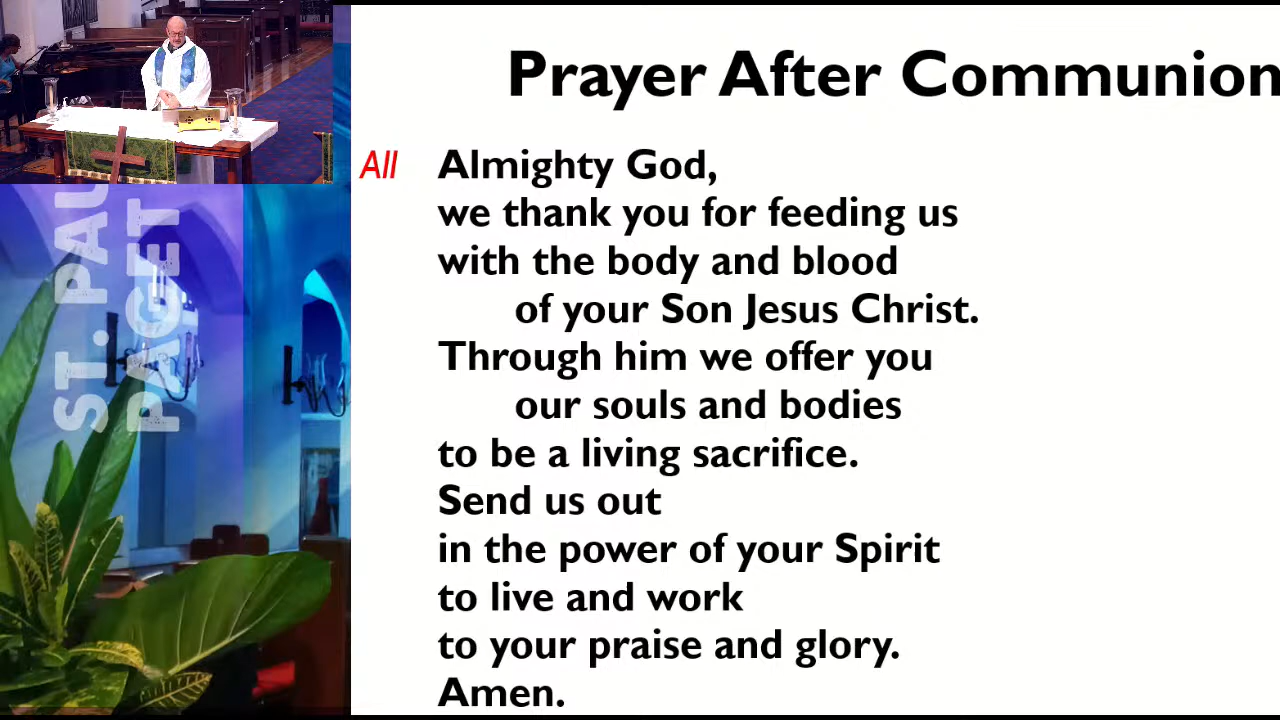 Prayer After Communion
All Almighty God,
we thank you for feeding us
with the body and blood
of your Son Jesus Christ.
Through him we offer you
our souls and bodies
to be a living sacrifice.
Send us out
in the power of your Spirit
to live and work
to your praise and glory.
Amen.
ST. PAU
PAGET